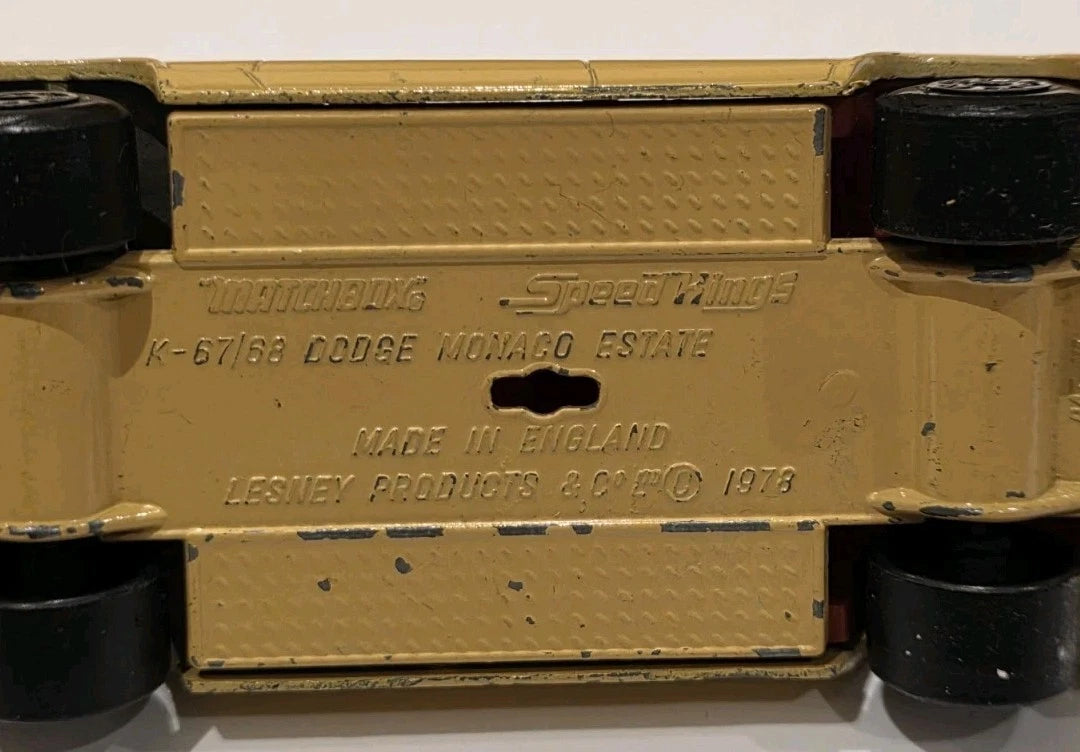 "MATCHBOX" SpeedKings
K-67/68 DODGE MONACO ESTATE
MADE IN ENGLAND
LESNEY PRODUCTS & Cº Lᵀᴰ © 1978